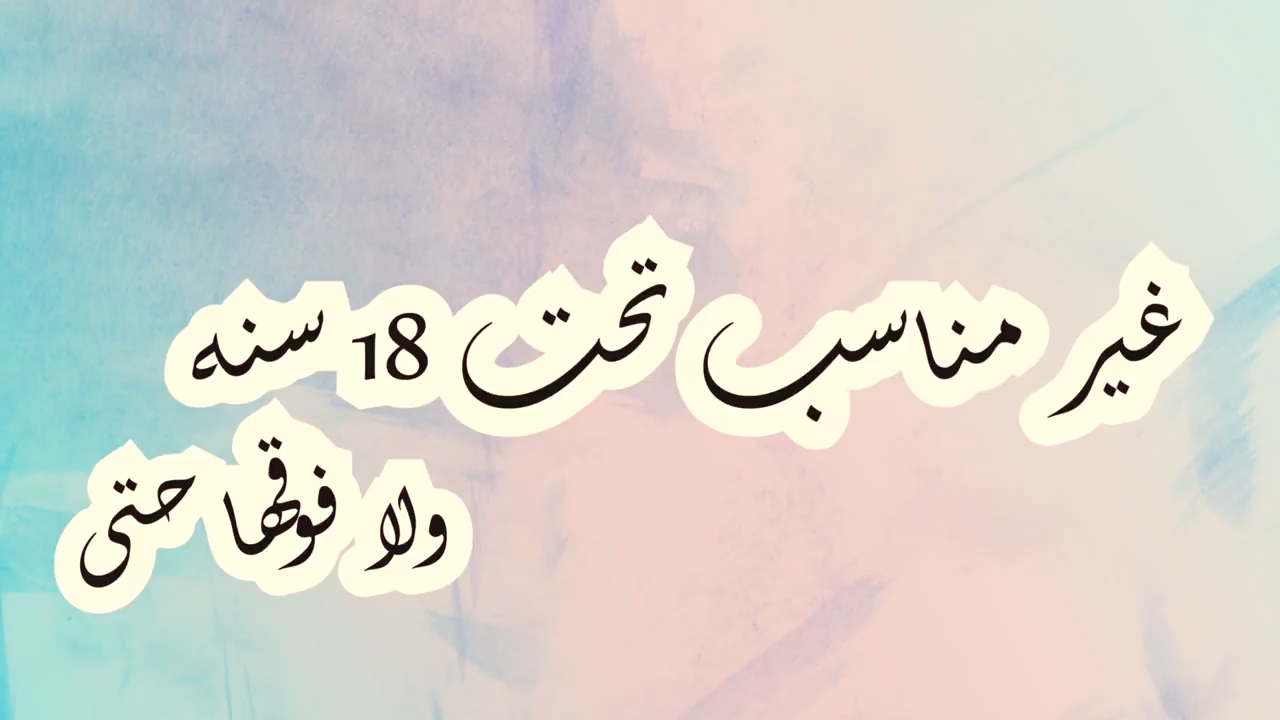 غير مناسب تحت 18 سنه
ولا فوقها حتى